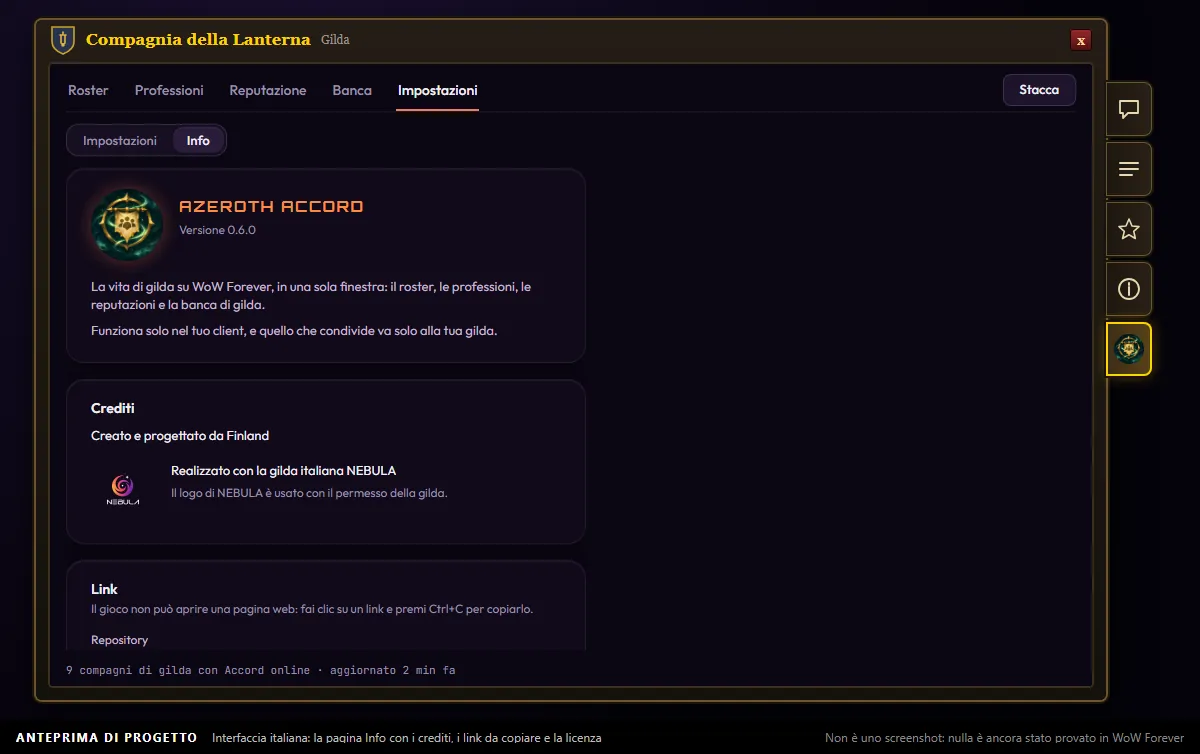 Compagnia della Lanterna Gilda
x
Roster Professioni Reputazione Banca Impostazioni Stacca
Impostazioni Info
AZEROTH ACCORD
Versione 0.6.0
La vita di gilda su WoW Forever, in una sola finestra: il roster, le professioni, le
reputazioni e la banca di gilda.
Funziona solo nel tuo client, e quello che condivide va solo alla tua gilda.
Crediti
Creato e progettato da Finland
Realizzato con la gilda italiana NEBULA
Il logo di NEBULA è usato con il permesso della gilda.
NEBULA
Link
Il gioco non può aprire una pagina web: fai clic su un link e premi Ctrl+C per copiarlo.
Repository
9 compagni di gilda con Accord online · aggiornato 2 min fa
ANTEPRIMA DI PROGETTO Interfaccia italiana: la pagina Info con i crediti, i link da copiare e la licenza
Non è uno screenshot: nulla è ancora stato provato in WoW Forever